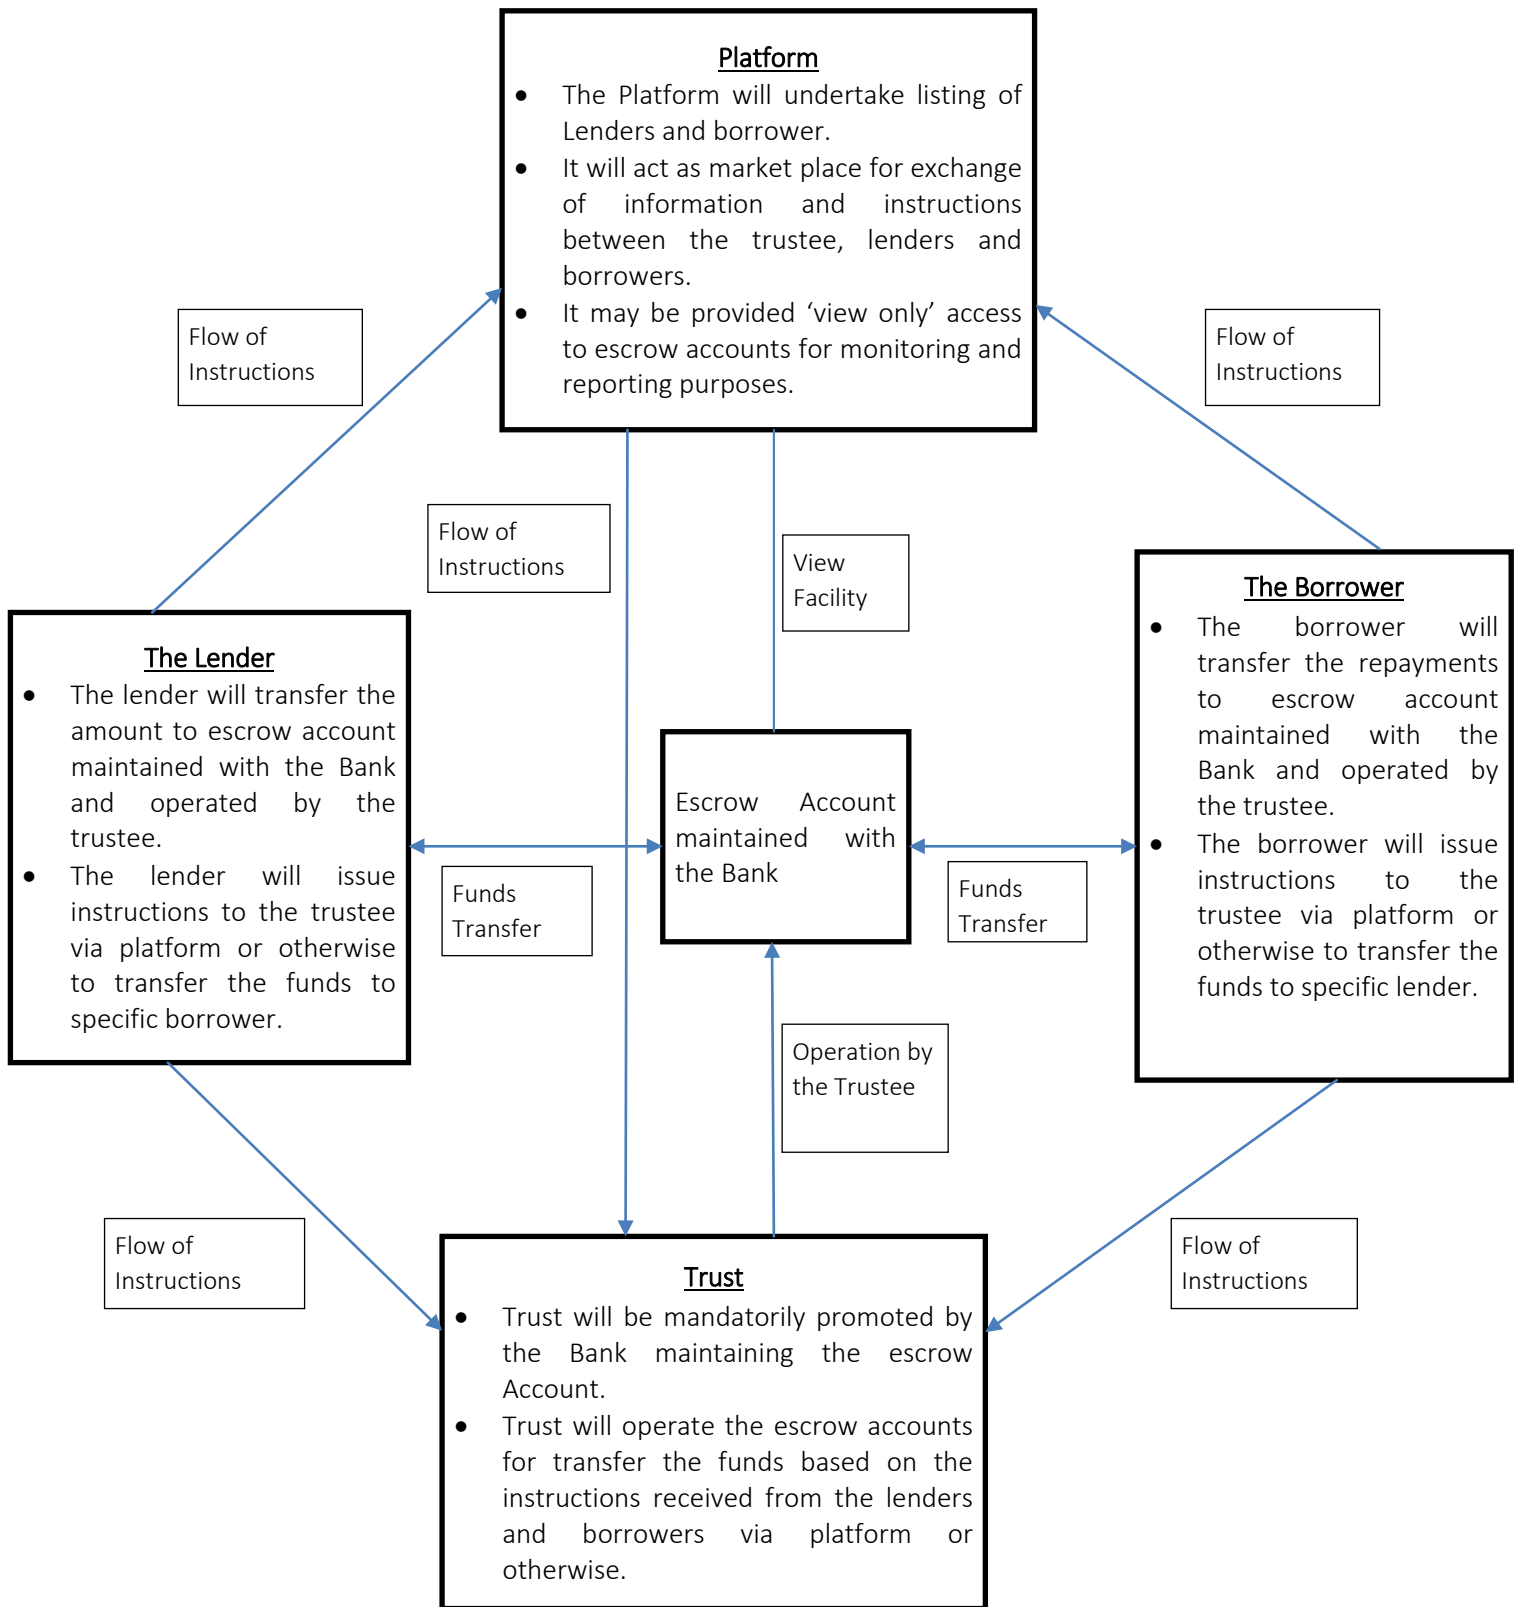 Platform
• The Platform will undertake listing of
Lenders and borrower.
• It will act as market place for exchange
of information and instructions
between the trustee, lenders and
borrowers.
• It may be provided ‘view only’ access
to escrow accounts for monitoring and
reporting purposes.
Flow of
Instructions
Flow of
Instructions
Flow of
Instructions
View
Facility
The Lender
• The lender will transfer the
amount to escrow account
maintained with the Bank
and operated by the
trustee.
• The lender will issue
instructions to the trustee
via platform or otherwise
to transfer the funds to
specific borrower.
Funds
Transfer
Escrow Account
maintained with
the Bank
Funds
Transfer
The Borrower
• The borrower will
transfer the repayments
to escrow account
maintained with the
Bank and operated by
the trustee.
• The borrower will issue
instructions to the
trustee via platform or
otherwise to transfer the
funds to specific lender.
Operation by
the Trustee
Flow of
Instructions
Flow of
Instructions
Trust
• Trust will be mandatorily promoted by
the Bank maintaining the escrow
Account.
• Trust will operate the escrow accounts
for transfer the funds based on the
instructions received from the lenders
and borrowers via platform or
otherwise.